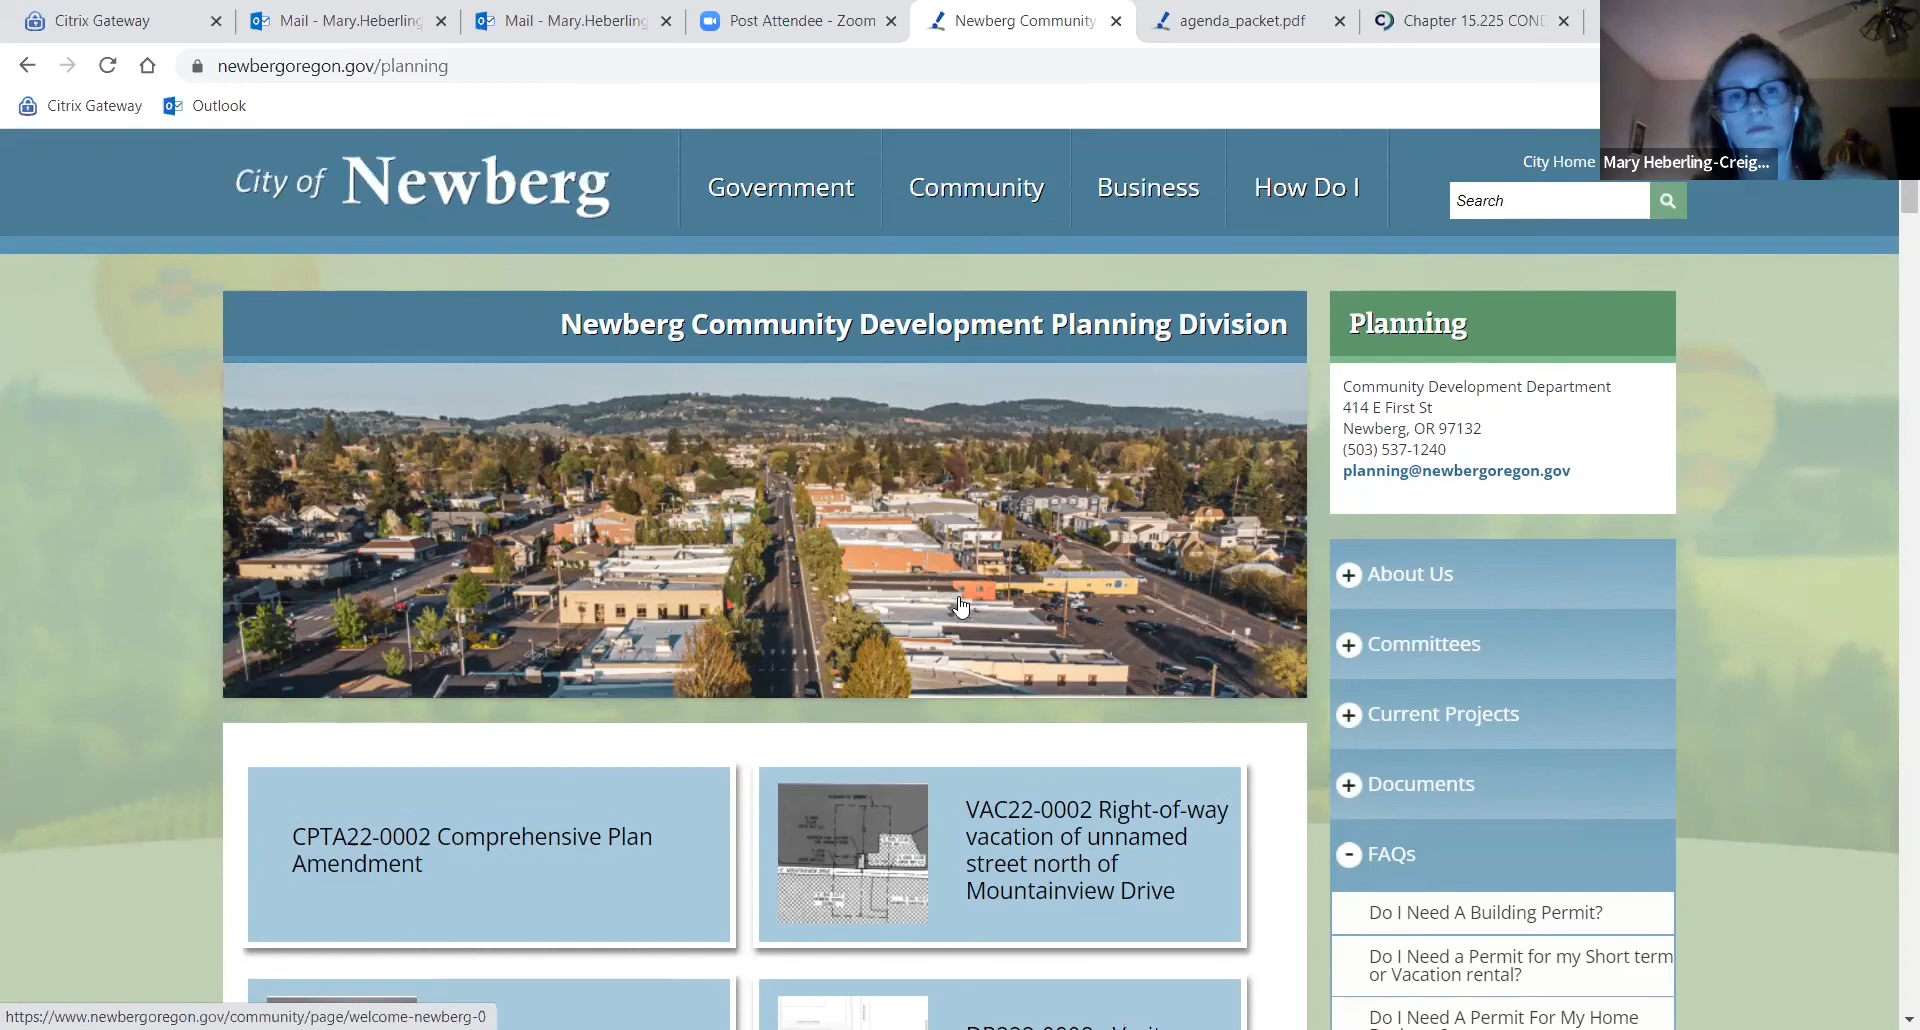 Citrix Gateway
Mail - Mary.Heberling
Mail - Mary.Heberling
Post Attendee - Zoom
Newberg Community
agenda_packet.pdf
Chapter 15.225 COND
newbergoregon.gov/planning
Citrix Gateway
Outlook
Mary Heberling-Creig...
City of Newberg
Government
Community
Business
How Do I
City Home
Search
Newberg Community Development Planning Division
Planning
Community Development Department
414 E First St
Newberg, OR 97132
(503) 537-1240
planning@newbergoregon.gov
About Us
Committees
Current Projects
Documents
FAQs
Do I Need A Building Permit?
Do I Need a Permit for my Short term
or Vacation rental?
Do I Need A Permit For My Home
CPTA22-0002 Comprehensive Plan
Amendment
VAC22-0002 Right-of-way
vacation of unnamed
street north of
Mountainview Drive
https://www.newbergoregon.gov/community/page/welcome-newberg-0